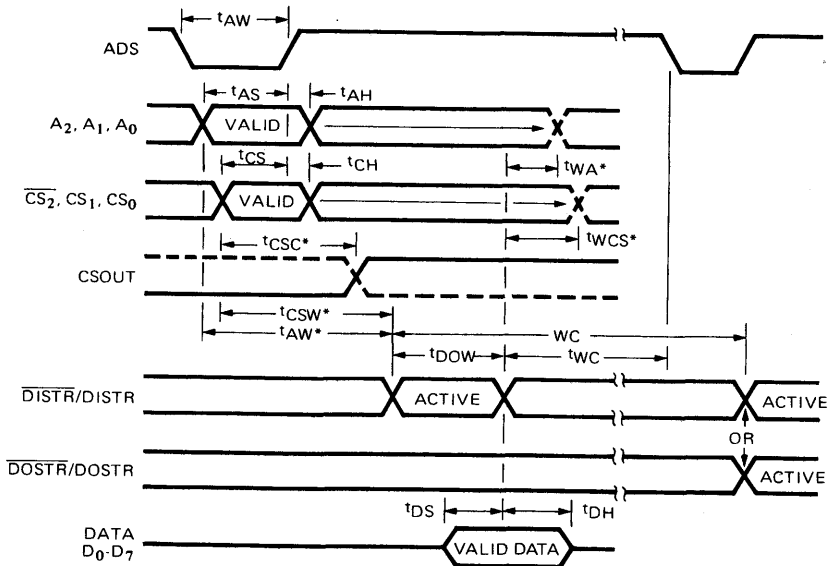 tAW
ADS
tAS tAH
A2, A1, A0 VALID
tCS tCH tWA*
CS2, CS1, CS0 VALID
tCSC* tWCS*
CSOUT
tCSW*
tAW* WC
tDOW tWC
DISTR/DISTR ACTIVE ACTIVE
OR
DOSTR/DOSTR ACTIVE
tDS tDH
DATA
D0-D7 VALID DATA